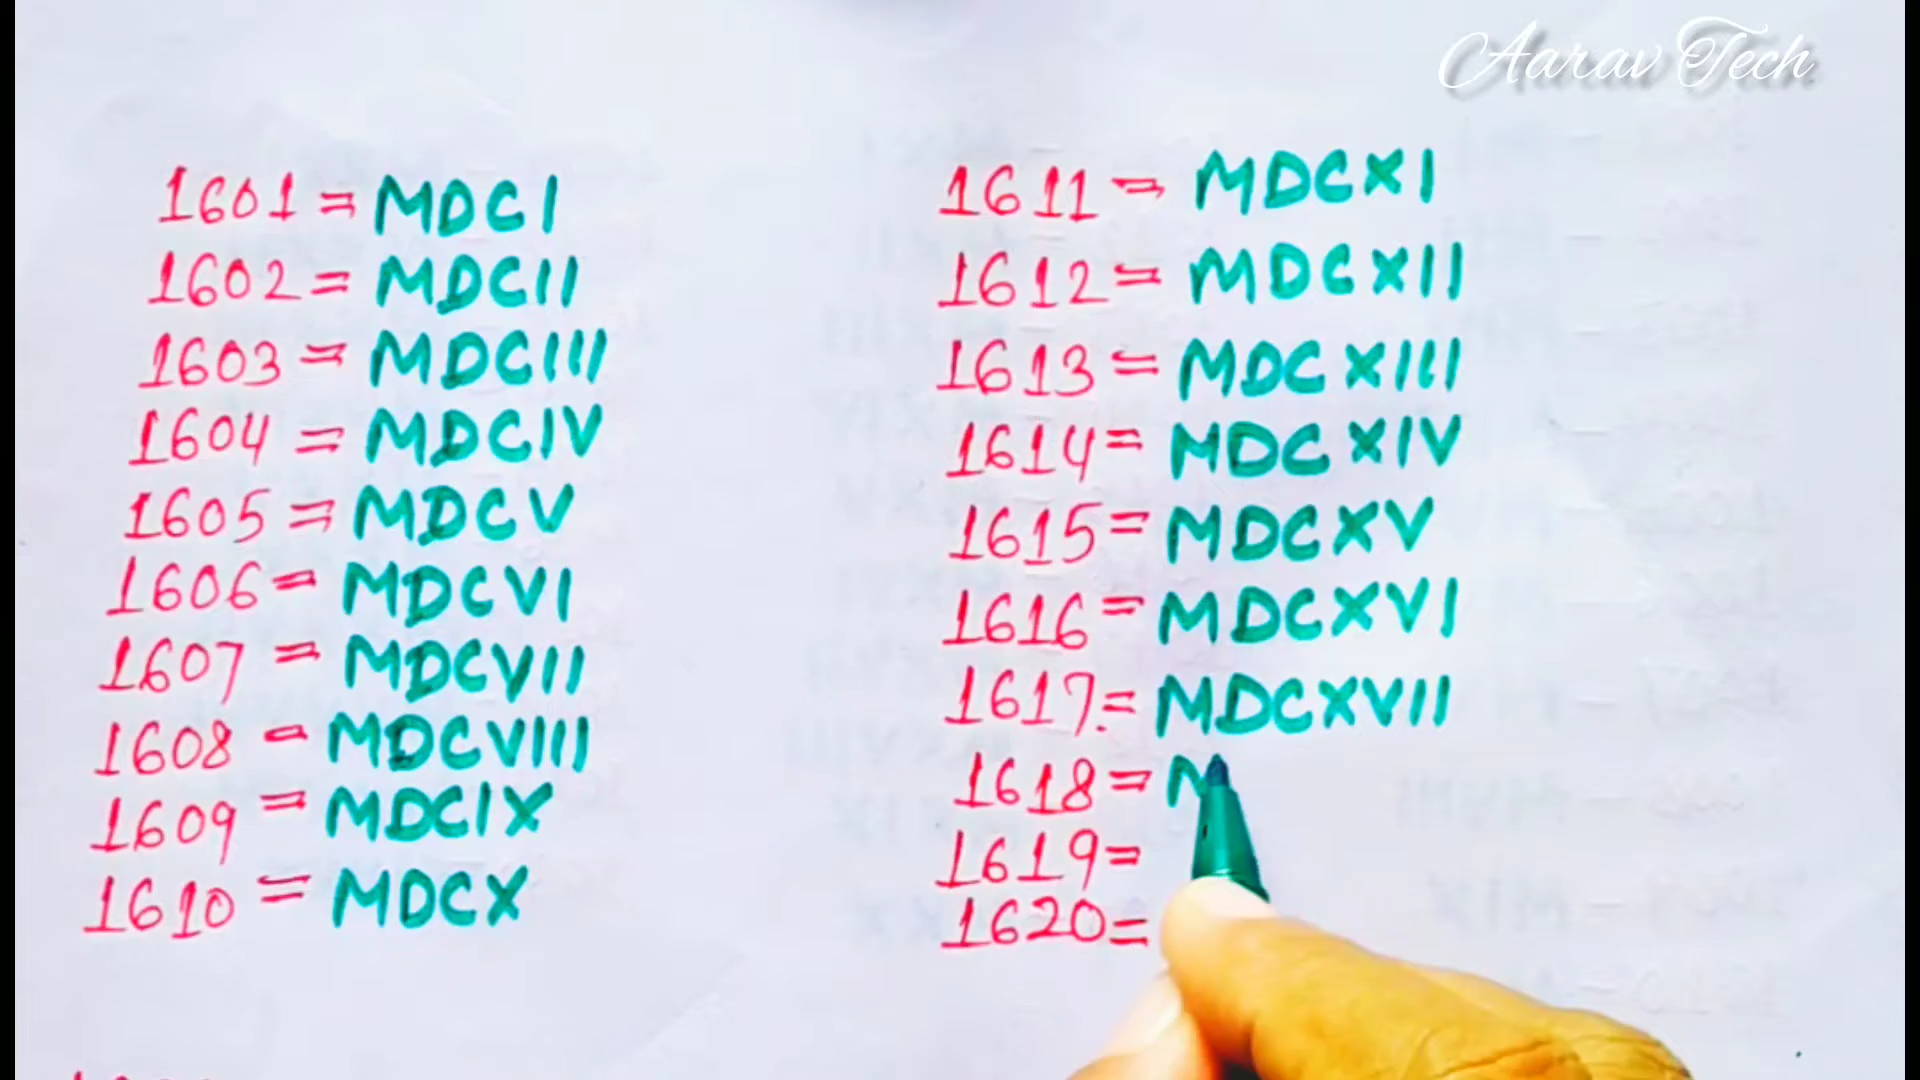 Aarav Tech
1601 = MDCI
1602 = MDCII
1603 = MDCIII
1604 = MDCIV
1605 = MDCV
1606 = MDCVI
1607 = MDCVII
1608 = MDCVIII
1609 = MDCIX
1610 = MDCX
1611 = MDCXI
1612 = MDCXII
1613 = MDCXIII
1614 = MDCXIV
1615 = MDCXV
1616 = MDCXVI
1617 = MDCXVII
1618 = M
1619 =
1620 =